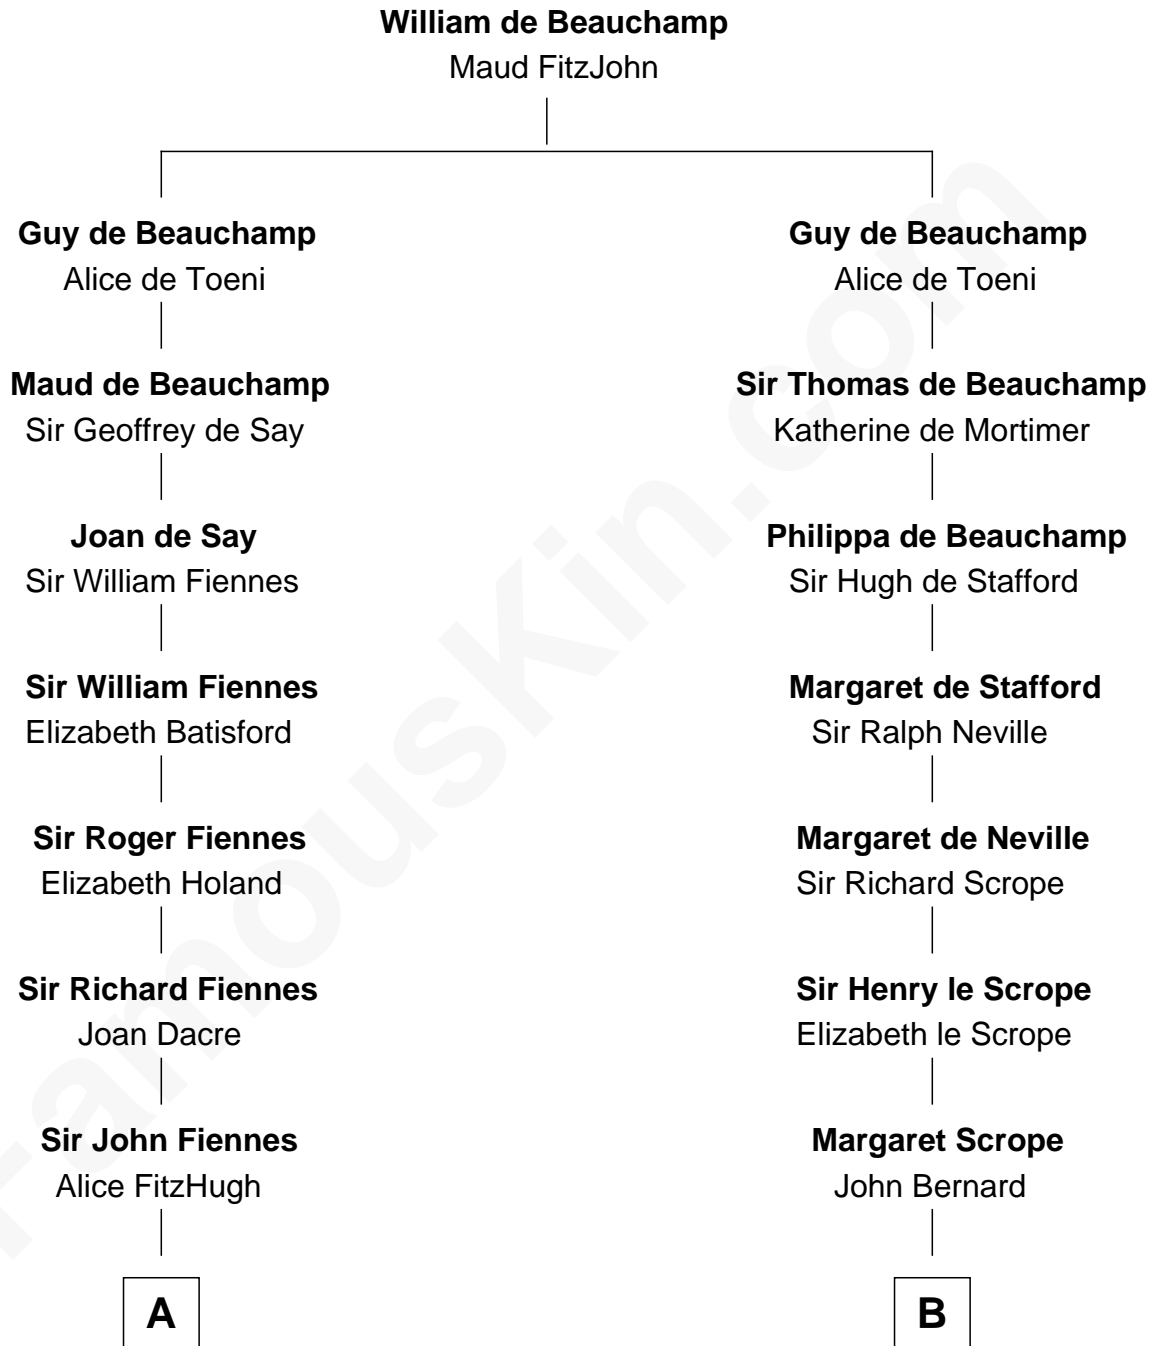 William de Beauchamp
Maud FitzJohn
Guy de Beauchamp
Alice de Toeni
Guy de Beauchamp
Alice de Toeni
Maud de Beauchamp
Sir Geoffrey de Say
Sir Thomas de Beauchamp
Katherine de Mortimer
Joan de Say
Sir William Fiennes
Philippa de Beauchamp
Sir Hugh de Stafford
Sir William Fiennes
Elizabeth Batisford
Margaret de Stafford
Sir Ralph Neville
Sir Roger Fiennes
Elizabeth Holand
Margaret de Neville
Sir Richard Scrope
Sir Richard Fiennes
Joan Dacre
Sir Henry le Scrope
Elizabeth le Scrope
Sir John Fiennes
Alice FitzHugh
Margaret Scrope
John Bernard
A
B
FamousKin.com